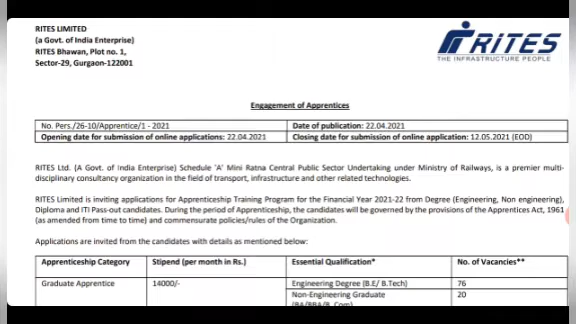 RITES LIMITED
(a Govt. of India Enterprise)
RITES Bhawan, Plot no. 1,
Sector-29, Gurgaon-122001
RITES
THE INFRASTRUCTURE PEOPLE
Engagement of Apprentices
No. Pers./26-10/Apprentice/1 - 2021 Date of publication: 22.04.2021
Opening date for submission of online applications: 22.04.2021 Closing date for submission of online application: 12.05.2021 (EOD)
RITES Ltd. (A Govt. of India Enterprise) Schedule 'A' Mini Ratna Central Public Sector Undertaking under Ministry of Railways, is a premier multi-
disciplinary consultancy organization in the field of transport, infrastructure and other related technologies.
RITES Limited is inviting applications for Apprenticeship Training Program for the Financial Year 2021-22 from Degree (Engineering, Non engineering),
Diploma and ITI Pass-out candidates. During the period of Apprenticeship, the candidates will be governed by the provisions of the Apprentices Act, 1961
(as amended from time to time) and commensurate policies/rules of the Organization.
Applications are invited from the candidates with details as mentioned below:
Apprenticeship Category Stipend (per month in Rs.) Essential Qualification* No. of Vacancies**
Graduate Apprentice 14000/- Engineering Degree (B.E/ B.Tech) 76
Non-Engineering Graduate 20
(BA/BBA/B. Com)